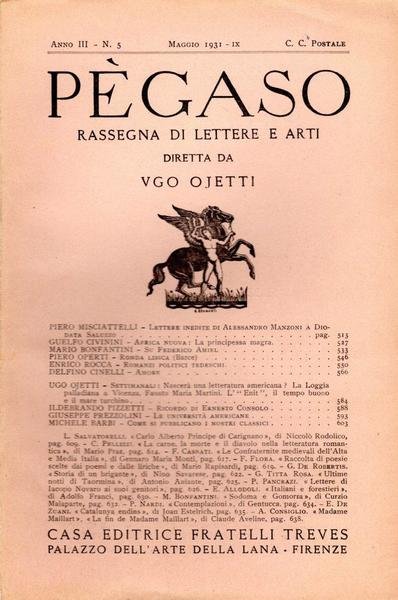 Anno III - N. 5 Maggio 1931 - IX C. C. Postale
PÈGASO
RASSEGNA DI LETTERE E ARTI
DIRETTA DA
VGO OJETTI
PIERO MISCIATTELLI - Lettere inedite di Alessandro Manzoni a Dio-
data Saluzzo . . . pag. 513
GUELFO CIVININI - Africa nuova: La principessa magra. 527
MARIO BONFANTINI - Su Federico Amiel 533
PIERO OPERTI - Ronda libica (Barce) 546
ENRICO ROCCA - Romanzi politici tedeschi 550
DELFINO CINELLI - Amore 566
UGO OJETTI - Settimanali: Nascerà una letteratura americana? La Loggia
palladiana a Vicenza, Fausto Maria Martini. L'"Enit", il tempo buono
e il mare turchino 584
ILDEBRANDO PIZZETTI - Ricordo di Ernesto Consolo 588
GIUSEPPE PREZZOLINI - Le università americane 593
MICHELE BARBI - Come si pubblicano i nostri classici 603
L. Salvatorelli. «Carlo Alberto Principe di Carignano», di Niccolò Rodolico,
pag. 609. - C. Pellizzi. «La carne, la morte e il diavolo nella letteratura roman-
tica», di Mario Praz, pag. 614. - F. Casnati. «Le Confraternite medievali dell'Alta
e Media Italia», di Gennaro Maria Monti, pag. 617. - F. Flora. «Raccolta di poesie
scelte dai poemi e dalle liriche», di Mario Rapisardi, pag. 619. - G. De Robertis.
«Storia di un brigante», di Nino Savarese, pag. 622. - G. Titta Rosa. «Ultime
notti di Taormina», di Antonio Aniante, pag. 625. - P. Pancrazi. «Lettere di
Iacopo Novaro ai suoi genitori», pag. 626. - E. Allodoli. «Italiani e forestieri»,
di Adolfo Franci, pag. 630. - M. Bonfantini. «Sodoma e Gomorra», di Curzio
Malaparte, pag. 632. - P. Nardi. «Contemplazioni», di Gentucca, pag. 634. - E. De
Zuani. «Catalunya endins», di Joan Estelrich, pag. 635. - A. Consiglio. «Madame
Maillart», «La fin de Madame Maillart», di Claude Aveline, pag. 638.
CASA EDITRICE FRATELLI TREVES
PALAZZO DELL'ARTE DELLA LANA - FIRENZE